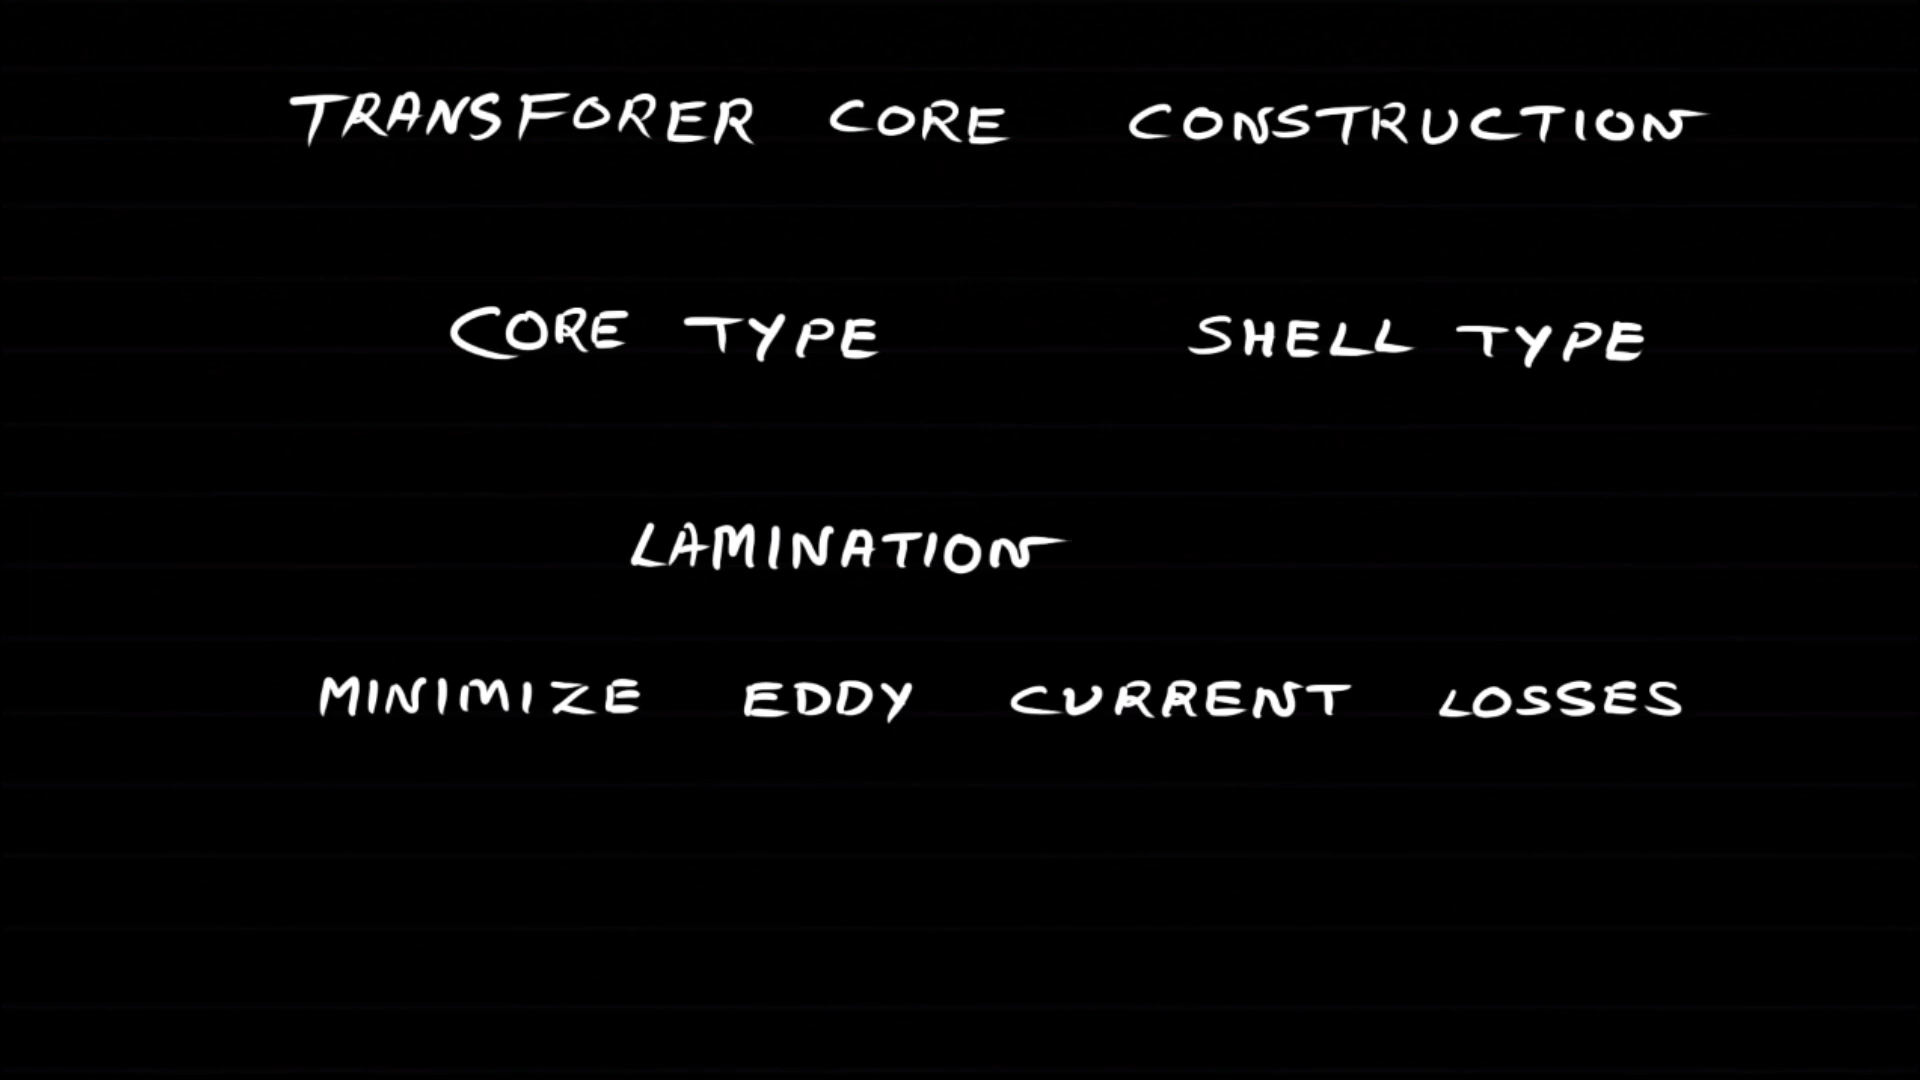 TRANSFORER CORE CONSTRUCTION
CORE TYPE SHELL TYPE
LAMINATION
MINIMIZE EDDY CURRENT LOSSES